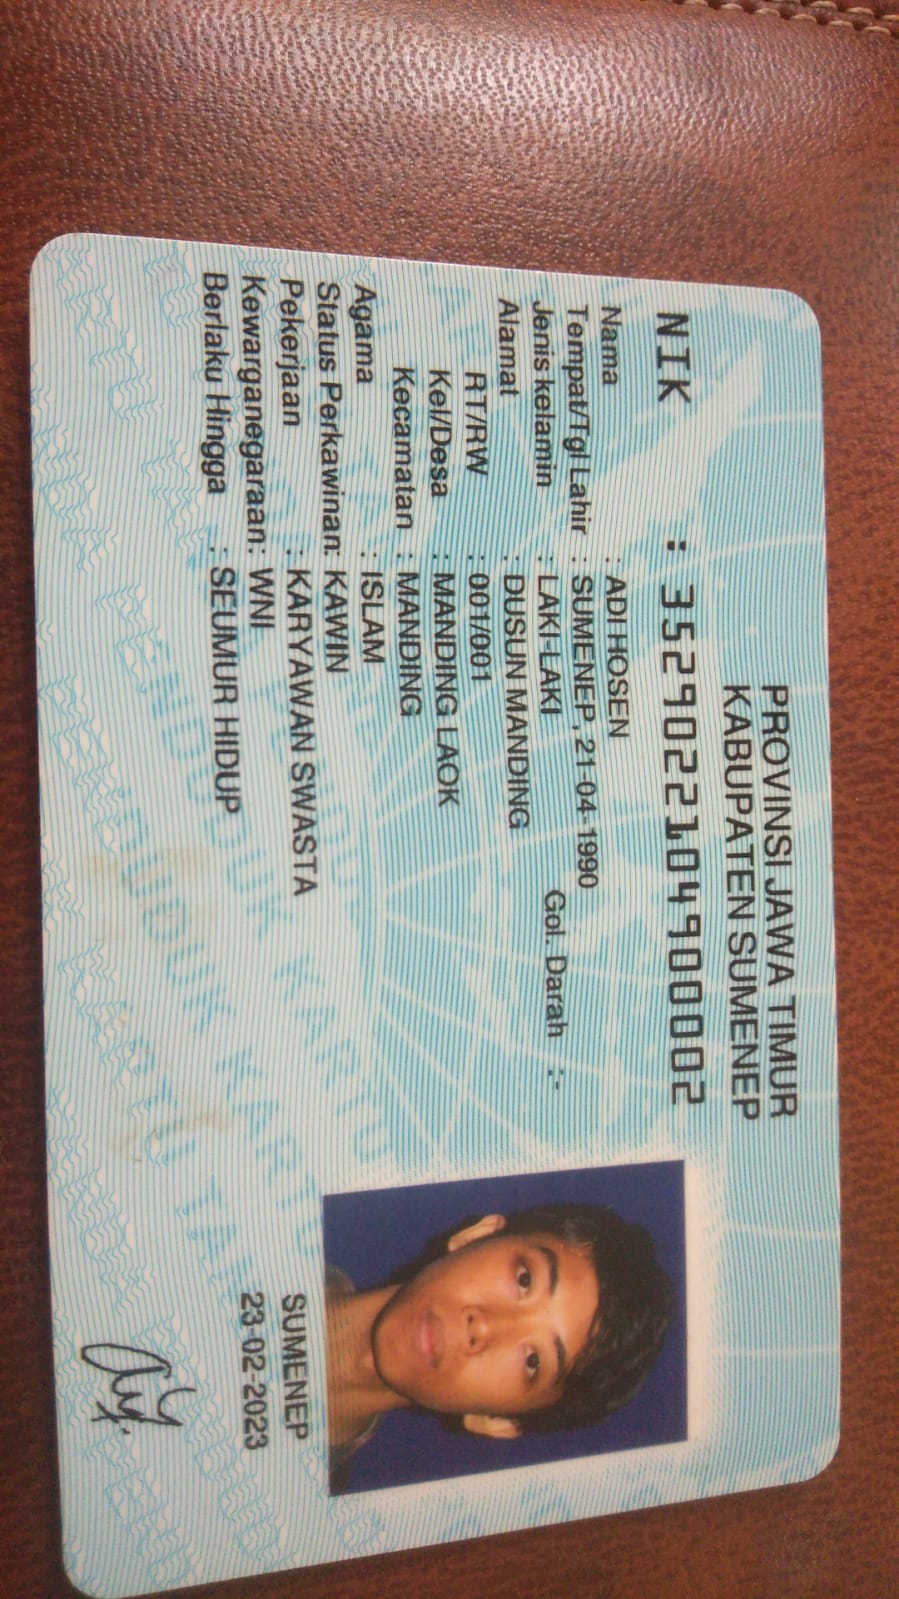 PROVINSI JAWA TIMUR
KABUPATEN SUMENEP
NIK : 3529022104900002
Nama : ADI HOSEN
Tempat/Tgl Lahir : SUMENEP, 21-04-1990
Jenis kelamin : LAKI-LAKI Gol. Darah :-
Alamat : DUSUN MANDING
RT/RW : 001/001
Kel/Desa : MANDING LAOK
Kecamatan : MANDING
Agama : ISLAM
Status Perkawinan: KAWIN
Pekerjaan : KARYAWAN SWASTA
Kewarganegaraan: WNI
Berlaku Hingga : SEUMUR HIDUP
SUMENEP
23-02-2023